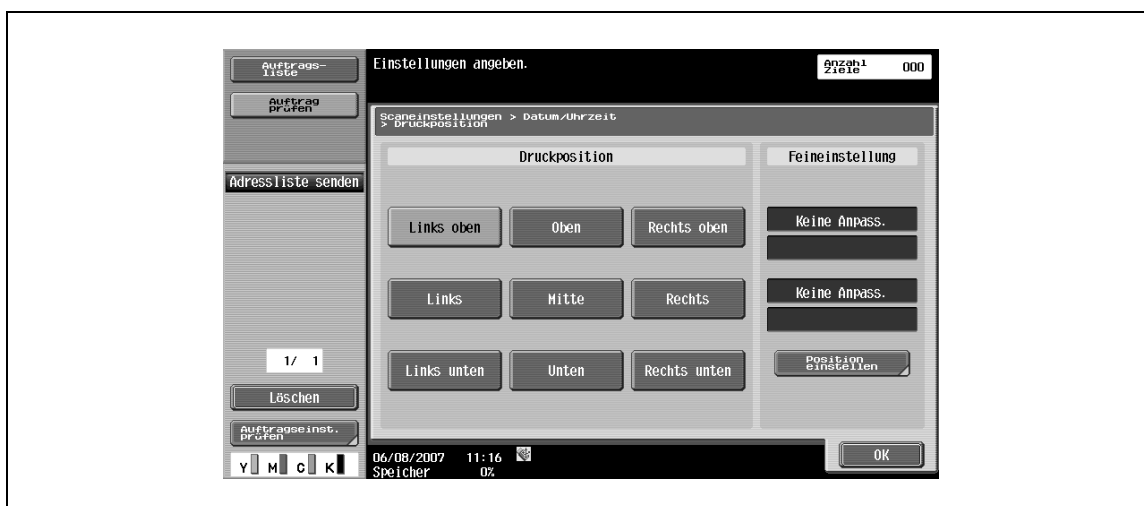 Auftrags-
liste
Auftrag
prüfen
Adressliste senden
1/ 1
Löschen
Auftragseinst.
prüfen
Y M C K
Einstellungen angeben.
Anzahl
Ziele 000
Scaneinstellungen > Datum/Uhrzeit
> Druckposition
Druckposition
Links oben Oben Rechts oben
Links Mitte Rechts
Links unten Unten Rechts unten
Feineinstellung
Keine Anpass.
Keine Anpass.
Position
einstellen
06/08/2007 11:16
Speicher 0%
OK